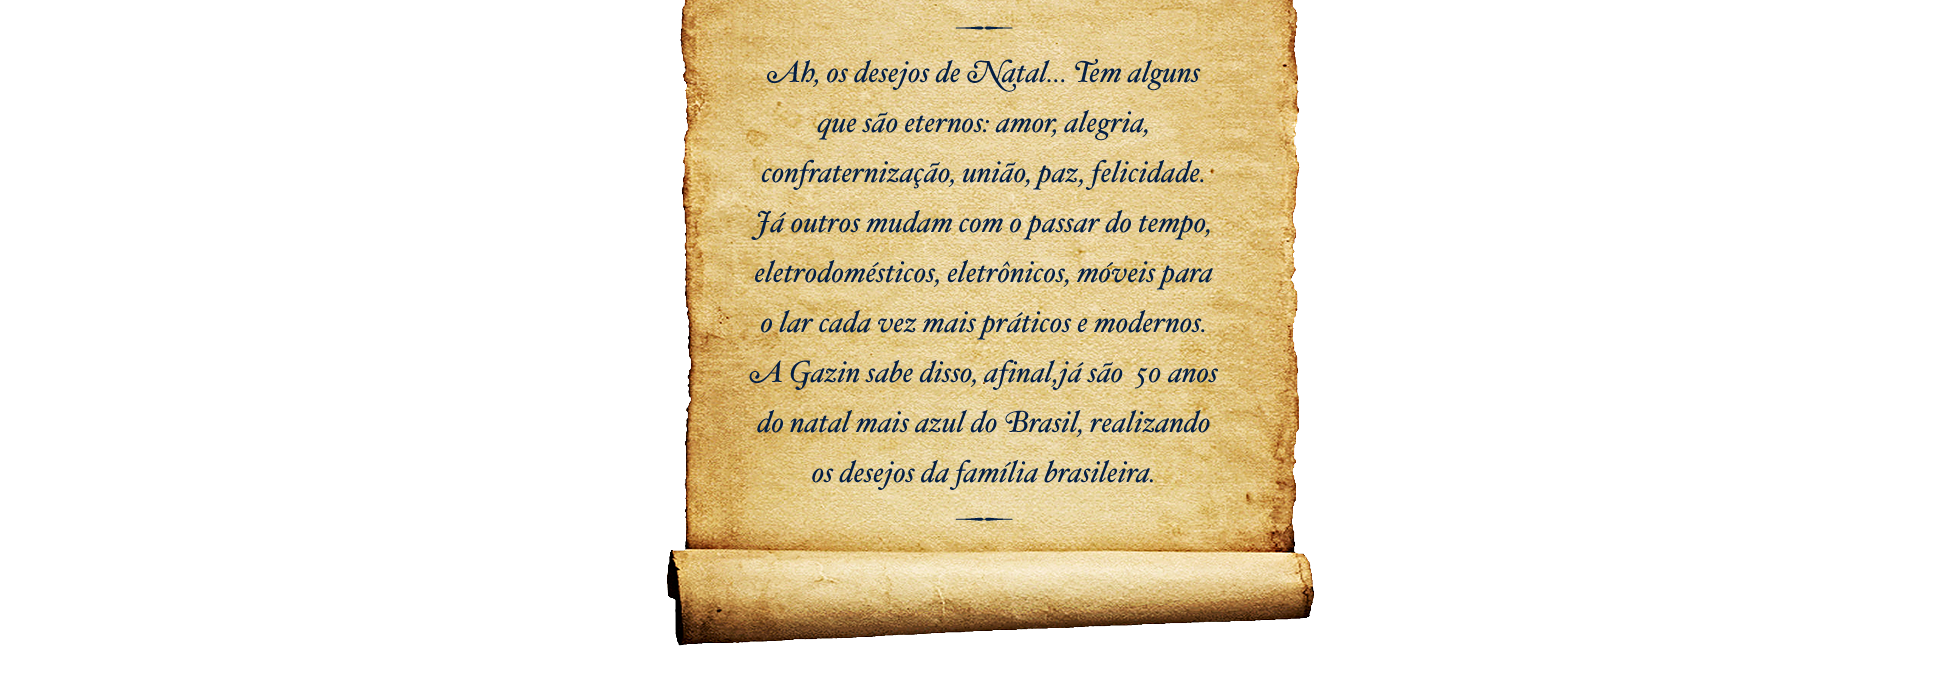 Ah, os desejos de Natal... Tem alguns
que são eternos: amor, alegria,
confraternização, união, paz, felicidade.
Já outros mudam com o passar do tempo,
eletrodomésticos, eletrônicos, móveis para
o lar cada vez mais práticos e modernos.
A Gazin sabe disso, afinal,já são 50 anos
do natal mais azul do Brasil, realizando
os desejos da família brasileira.